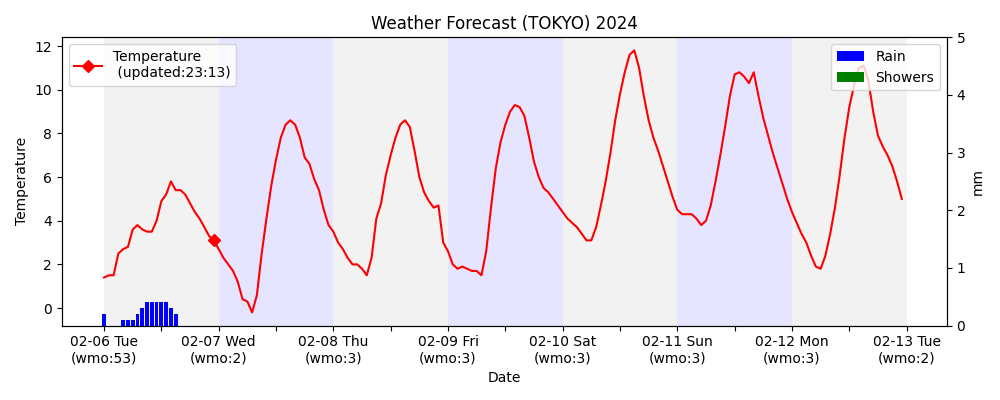 Weather Forecast (TOKYO) 2024
Temperature
(updated:23:13)
Rain
Showers
12
10
8
6
4
2
0
Temperature
5
4
3
2
1
0
mm
02-06 Tue
(wmo:53)
02-07 Wed
(wmo:2)
02-08 Thu
(wmo:3)
02-09 Fri
(wmo:3)
02-10 Sat
(wmo:3)
02-11 Sun
(wmo:3)
02-12 Mon
(wmo:3)
02-13 Tue
(wmo:2)
Date